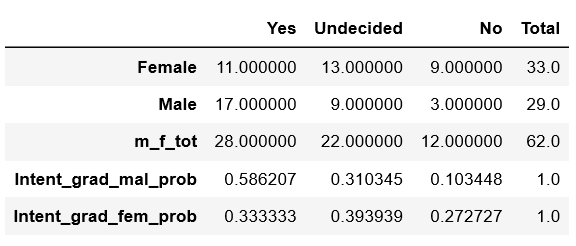 Yes Undecided No Total
Female 11.000000 13.000000 9.000000 33.0
Male 17.000000 9.000000 3.000000 29.0
m_f_tot 28.000000 22.000000 12.000000 62.0
Intent_grad_mal_prob 0.586207 0.310345 0.103448 1.0
Intent_grad_fem_prob 0.333333 0.393939 0.272727 1.0